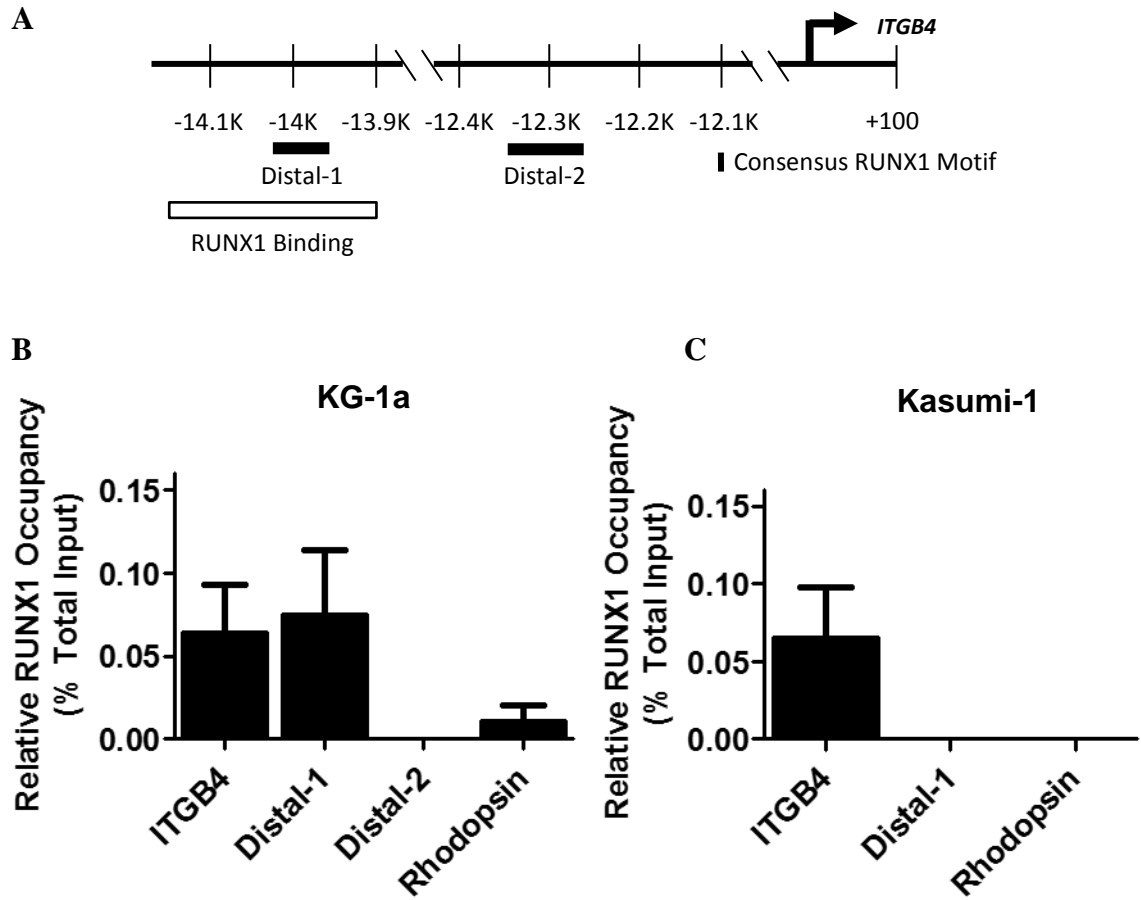 A
ITGB4
-14.1K -14K -13.9K -12.4K -12.3K -12.2K -12.1K +100
Distal-1 Distal-2 Consensus RUNX1 Motif
RUNX1 Binding
B
KG-1a
Relative RUNX1 Occupancy
(% Total Input)
0.15
0.10
0.05
0.00
ITGB4
Distal-1
Distal-2
Rhodopsin
C
Kasumi-1
Relative RUNX1 Occupancy
(% Total Input)
0.15
0.10
0.05
0.00
ITGB4
Distal-1
Rhodopsin